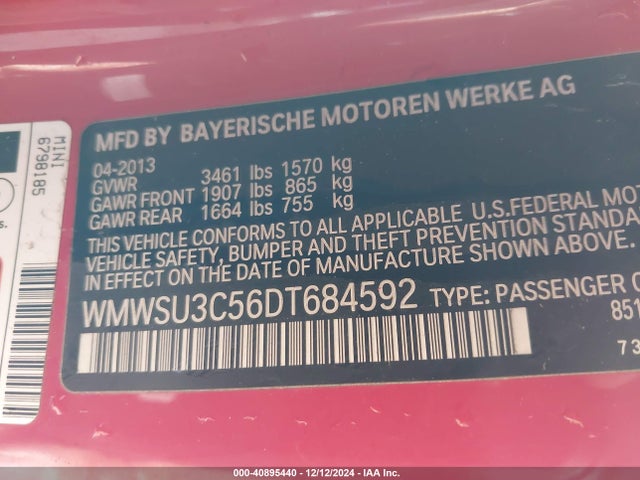 MFD BY BAYERISCHE MOTOREN WERKE AG
04-2013
GVWR 3461 lbs 1570 kg
GAWR FRONT 1907 lbs 865 kg
GAWR REAR 1664 lbs 755 kg
THIS VEHICLE CONFORMS TO ALL APPLICABLE U.S.FEDERAL MO
VEHICLE SAFETY, BUMPER AND THEFT PREVENTION STANDA
IN EFFECT ON THE DATE OF MANUFACTURE SHOWN ABOVE.
WMWSU3C56DT684592 TYPE: PASSENGER C
851
73
MINI
6798185
s.
000-40895440 - 12/12/2024 - IAA Inc.